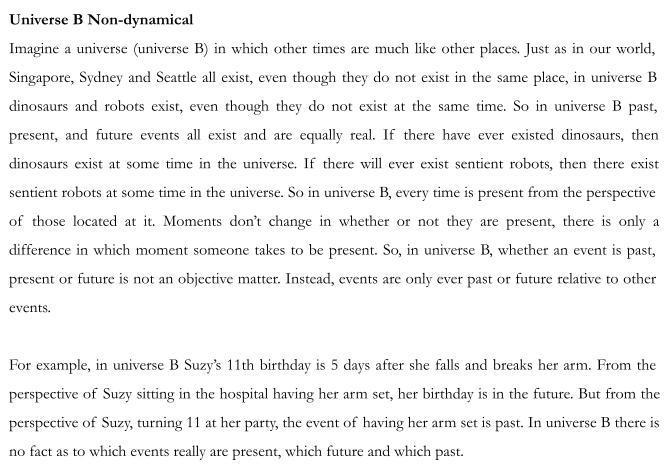 Universe B Non-dynamical
Imagine a universe (universe B) in which other times are much like other places. Just as in our world,
Singapore, Sydney and Seattle all exist, even though they do not exist in the same place, in universe B
dinosaurs and robots exist, even though they do not exist at the same time. So in universe B past,
present, and future events all exist and are equally real. If there have ever existed dinosaurs, then
dinosaurs exist at some time in the universe. If there will ever exist sentient robots, then there exist
sentient robots at some time in the universe. So in universe B, every time is present from the perspective
of those located at it. Moments don't change in whether or not they are present, there is only a
difference in which moment someone takes to be present. So, in universe B, whether an event is past,
present or future is not an objective matter. Instead, events are only ever past or future relative to other
events.
For example, in universe B Suzy's 11th birthday is 5 days after she falls and breaks her arm. From the
perspective of Suzy sitting in the hospital having her arm set, her birthday is in the future. But from the
perspective of Suzy, turning 11 at her party, the event of having her arm set is past. In universe B there is
no fact as to which events really are present, which future and which past.